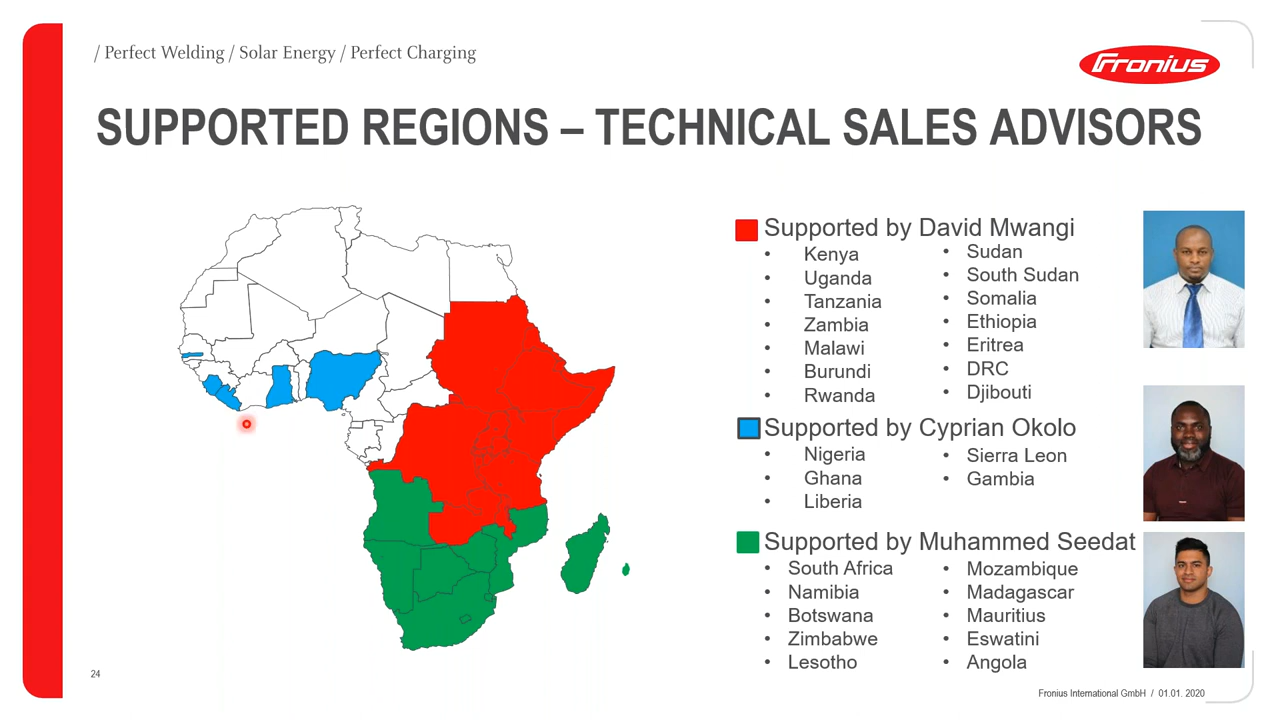 / Perfect Welding / Solar Energy / Perfect Charging
Fronius
SUPPORTED REGIONS – TECHNICAL SALES ADVISORS
Supported by David Mwangi
• Kenya
• Uganda
• Tanzania
• Zambia
• Malawi
• Burundi
• Rwanda
• Sudan
• South Sudan
• Somalia
• Ethiopia
• Eritrea
• DRC
• Djibouti
Supported by Cyprian Okolo
• Nigeria
• Ghana
• Liberia
• Sierra Leon
• Gambia
Supported by Muhammed Seedat
• South Africa
• Namibia
• Botswana
• Zimbabwe
• Lesotho
• Mozambique
• Madagascar
• Mauritius
• Eswatini
• Angola
24
Fronius International GmbH / 01.01. 2020